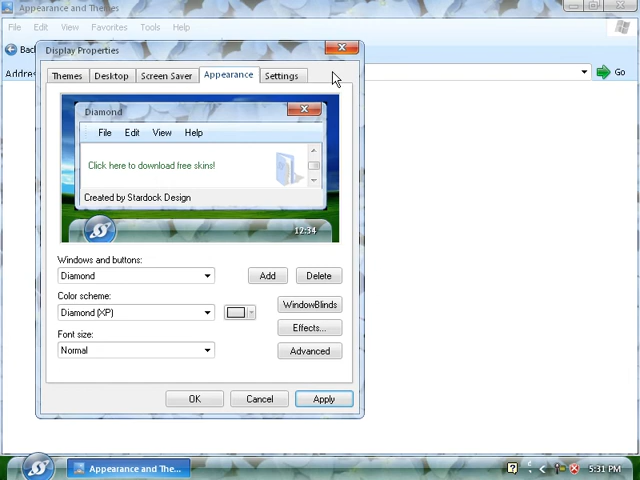 Appearance and Themes
File Edit View Favorites Tools Help
Back
Display Properties
Go
Themes Desktop Screen Saver Appearance Settings
Diamond
File Edit View Help
Click here to download free skins!
Created by Stardock Design
12:34
Windows and buttons:
Diamond
Add Delete
Color scheme:
Diamond (XP)
WindowBlinds
Effects...
Font size:
Normal
Advanced
OK Cancel Apply
Appearance and The...
5:31 PM